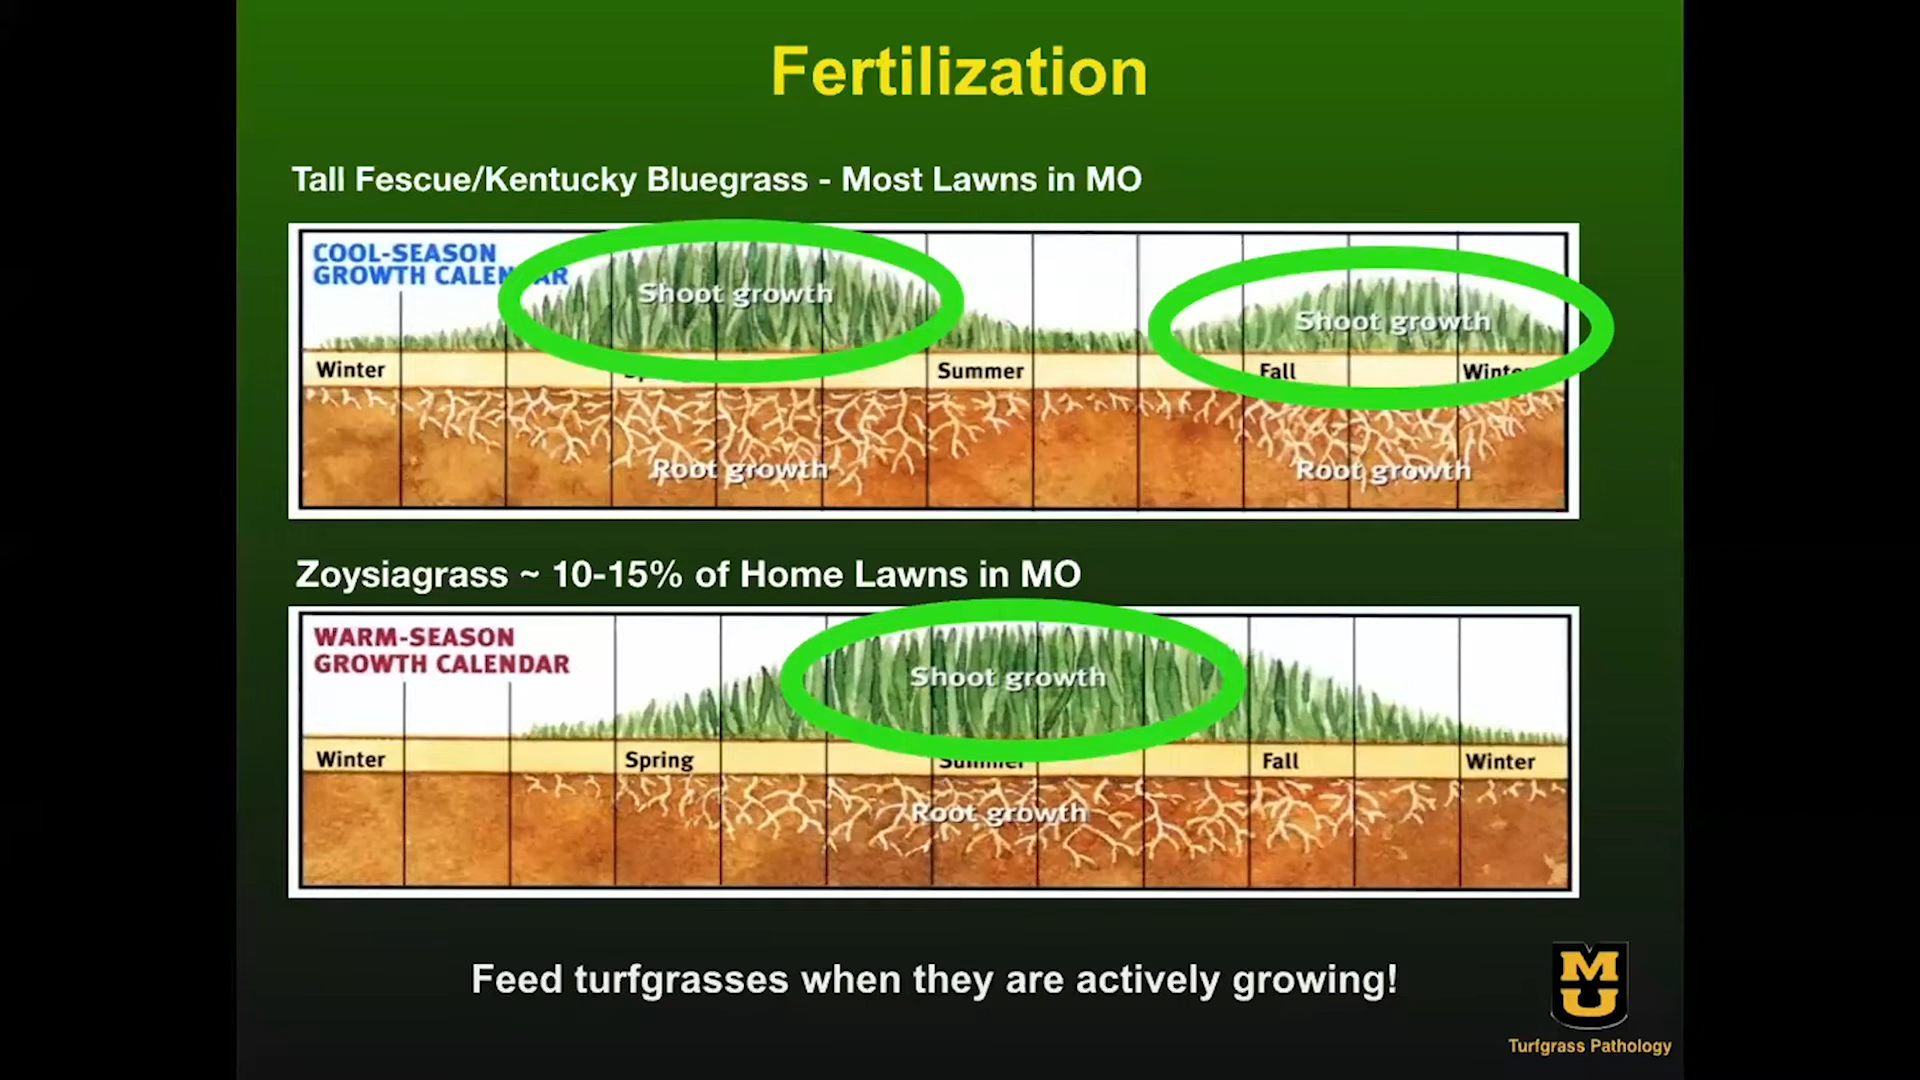 Fertilization
Tall Fescue/Kentucky Bluegrass - Most Lawns in MO
COOL-SEASON
GROWTH CALENDAR
Shoot growth
Shoot growth
Winter
Summer
Fall
Root growth
Root growth
Zoysiagrass ~ 10-15% of Home Lawns in MO
WARM-SEASON
GROWTH CALENDAR
Shoot growth
Winter
Spring
Summer
Fall
Winter
Root growth
Feed turfgrasses when they are actively growing!
MU
Turfgrass Pathology